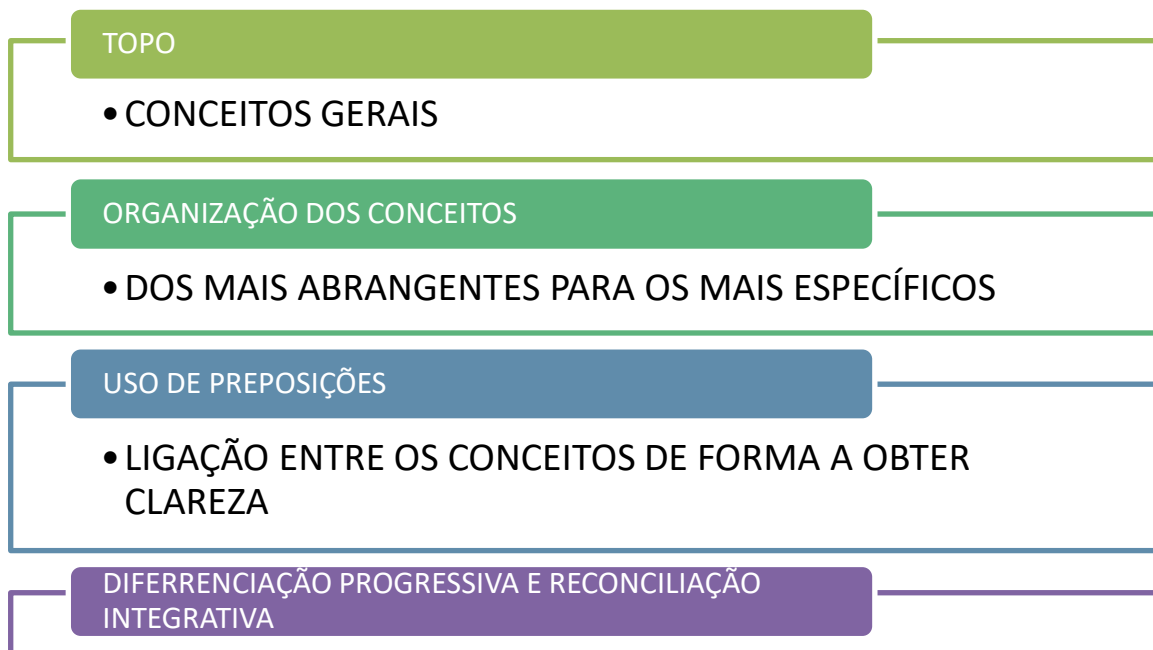 TOPO
• CONCEITOS GERAIS
ORGANIZAÇÃO DOS CONCEITOS
• DOS MAIS ABRANGENTES PARA OS MAIS ESPECÍFICOS
USO DE PREPOSIÇÕES
• LIGAÇÃO ENTRE OS CONCEITOS DE FORMA A OBTER
CLAREZA
DIFERRENCIAÇÃO PROGRESSIVA E RECONCILIAÇÃO
INTEGRATIVA